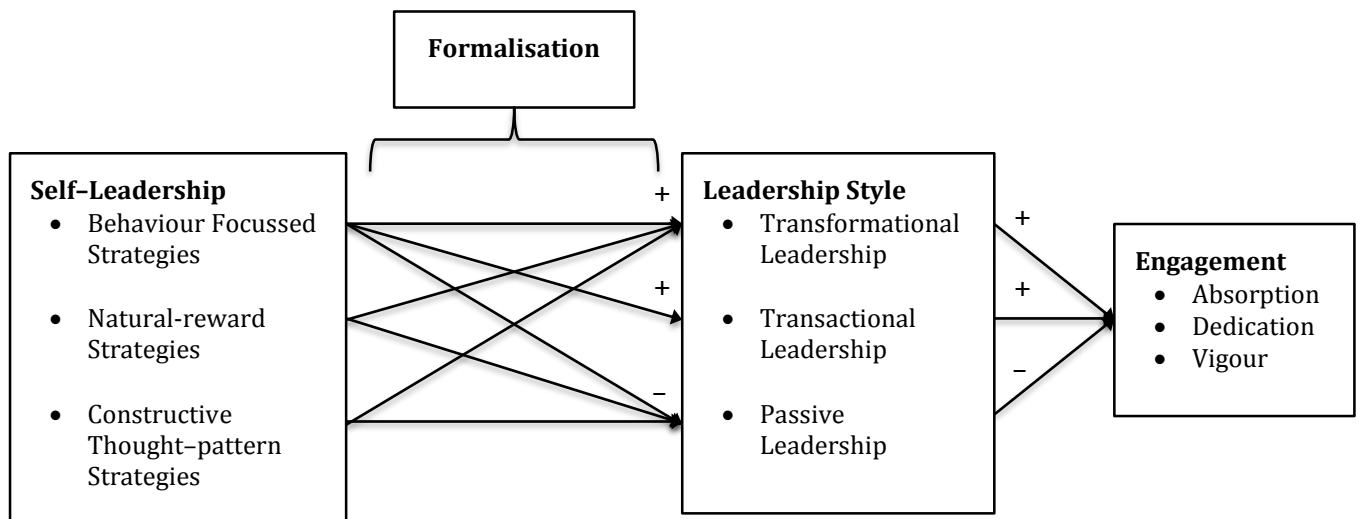 Formalisation
Self–Leadership
• Behaviour Focussed
Strategies
• Natural-reward
Strategies
• Constructive
Thought–pattern
Strategies
+
+
–
Leadership Style
• Transformational
Leadership
• Transactional
Leadership
• Passive
Leadership
+
+
–
Engagement
• Absorption
• Dedication
• Vigour